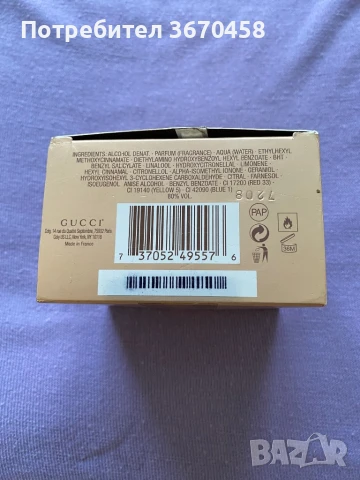 Потребител 3670458
INGREDIENTS: ALCOHOL DENAT · PARFUM (FRAGRANCE) · AQUA (WATER) · ETHYLHEXYL
METHOXYCINNAMATE · DIETHYLAMINO HYDROXYBENZOYL HEXYL BENZOATE · BHT
BENZYL SALICYLATE · LINALOOL · HYDROXYCITRONELLAL · LIMONENE ·
HEXYL CINNAMAL · CITRONELLOL · ALPHA-ISOMETHYL IONONE · GERANIOL ·
HYDROXYISOHEXYL 3-CYCLOHEXENE CARBOXALDEHYDE · CITRAL · FARNESOL ·
ISOEUGENOL · ANISE ALCOHOL · BENZYL BENZOATE · CI 17200 (RED 33) ·
CI 19140 (YELLOW 5) · CI 42090 (BLUE 1)
80% VOL.
7208
GUCCI
Made in France
PAP
7 37052 49557 6
BAZAR